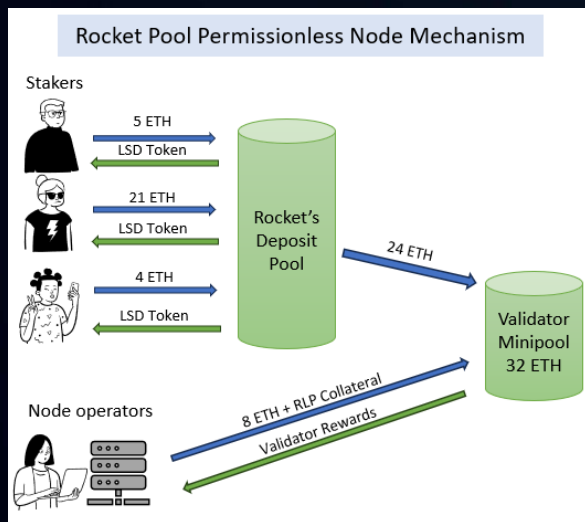 Rocket Pool Permissionless Node Mechanism
Stakers
5 ETH
LSD Token
21 ETH
LSD Token
4 ETH
LSD Token
Rocket's
Deposit
Pool
24 ETH
Validator
Minipool
32 ETH
Node operators
8 ETH + RLP Collateral
Validator Rewards